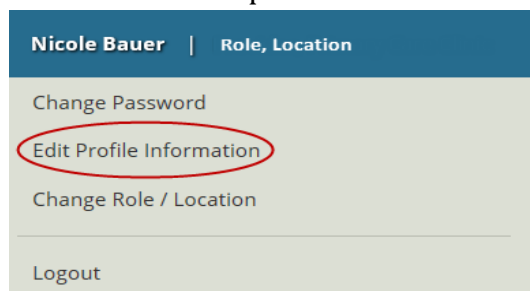 Nicole Bauer | Role, Location
Change Password
Edit Profile Information
Change Role / Location
Logout